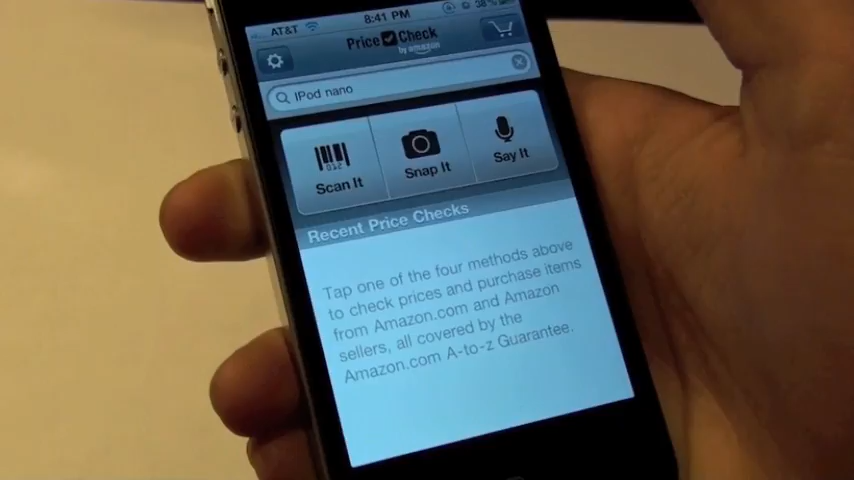 AT&T 8:41 PM 38%
Price Check
by amazon
IPod nano
Scan It Snap It Say It
Recent Price Checks
Tap one of the four methods above
to check prices and purchase items
from Amazon.com and Amazon
sellers, all covered by the
Amazon.com A-to-z Guarantee.